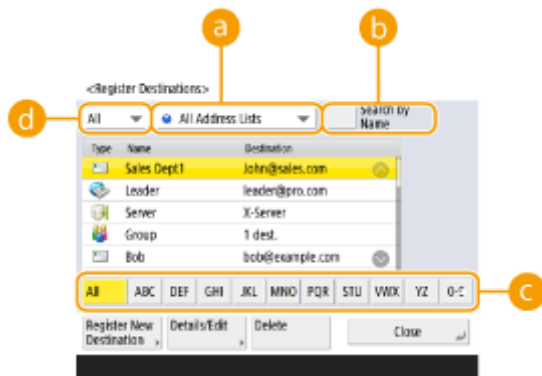 a
b
<Register Destinations>
d
All
All Address Lists
Search by
Name
Type Name Destination
Sales Dept1 John@sales.com
Leader leader@pro.com
Server X-Server
Group 1 dest.
Bob bob@example.com
All ABC DEF GHI JKL MNO PQR STU VWX YZ
c
Register New
Destination
Details/Edit
Delete
Close